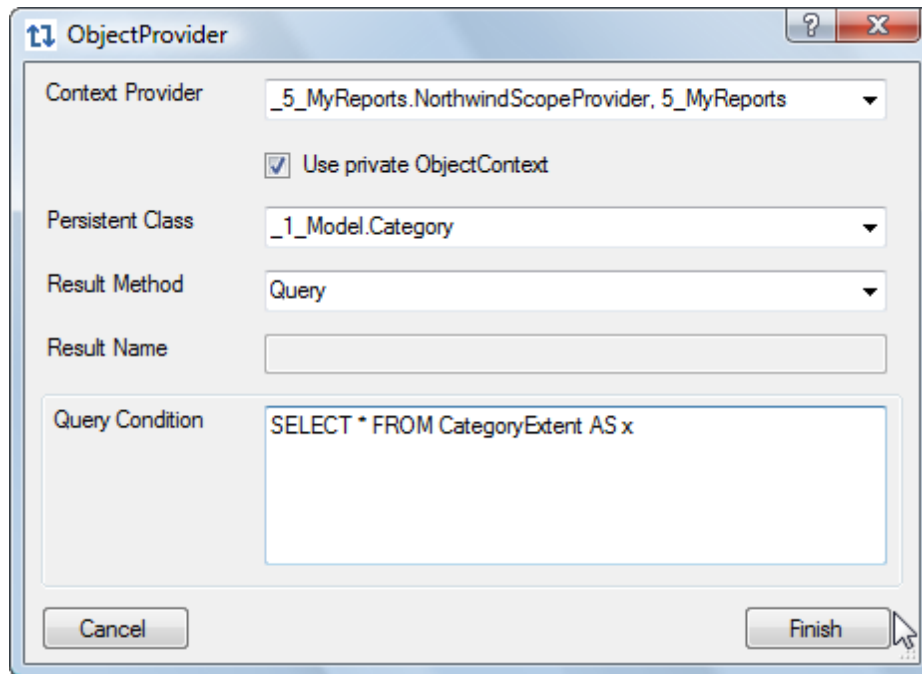 ObjectProvider
?
Context Provider
_5_MyReports.NorthwindScopeProvider, 5_MyReports
Use private ObjectContext
Persistent Class
_1_Model.Category
Result Method
Query
Result Name
Query Condition
SELECT * FROM CategoryExtent AS x
Cancel
Finish